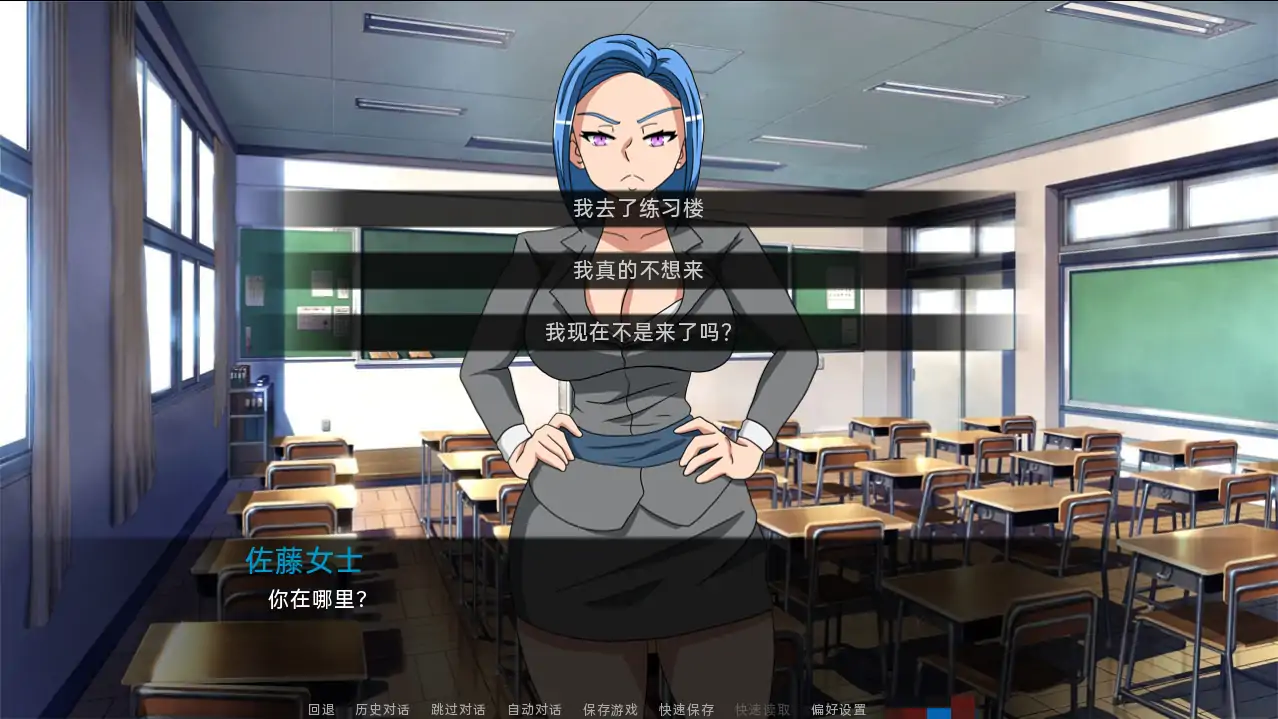 我去了练习楼
我真的不想来
我现在不是来了吗？
佐藤女士
你在哪里？
回退 历史对话 跳过对话 自动对话 保存游戏 快速保存 快速读取 偏好设置